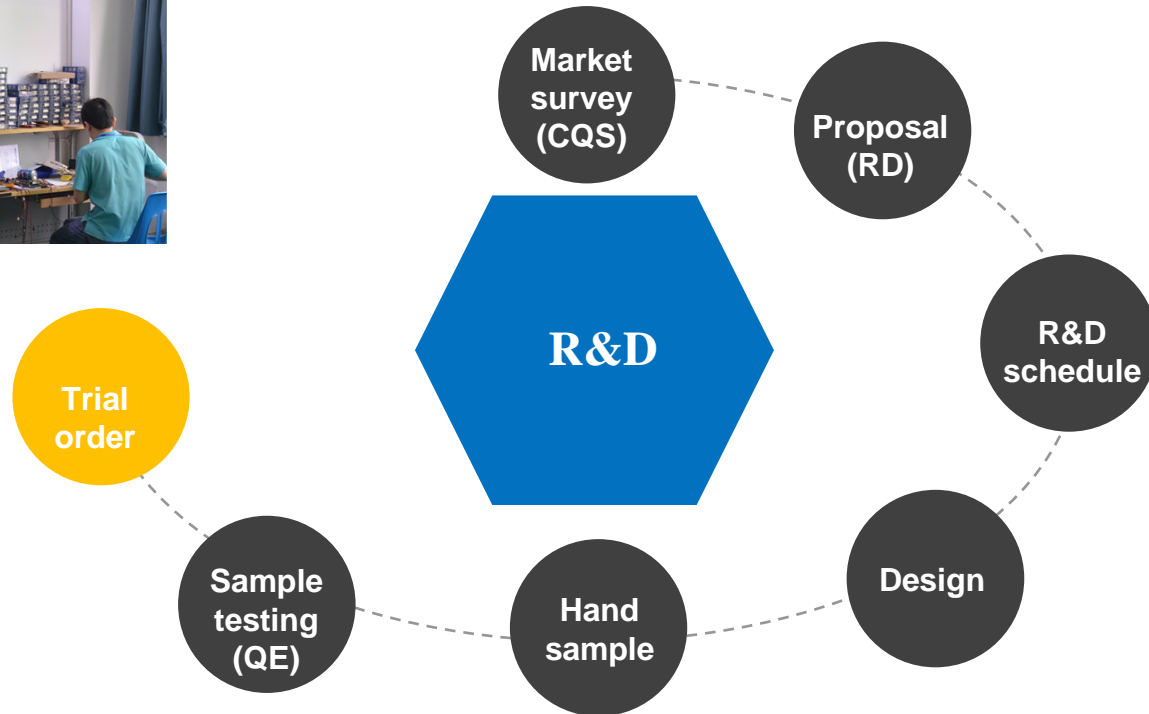 Market
survey
(CQS)
Proposal
(RD)
R&D
schedule
R&D
Design
Hand
sample
Sample
testing
(QE)
Trial
order